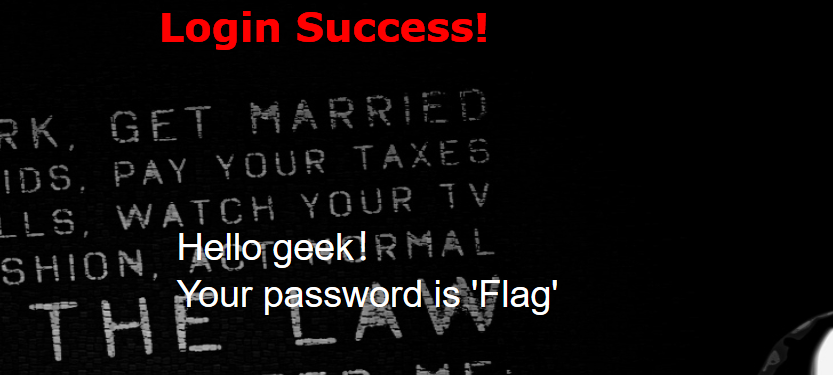 Login Success!
RK, GET MARRIED
IDS, PAY YOUR TAXES
LLS, WATCH YOUR TV
SHION, ACT NORMAL
Hello geek!
Your password is 'Flag'
THE LAW
ME: